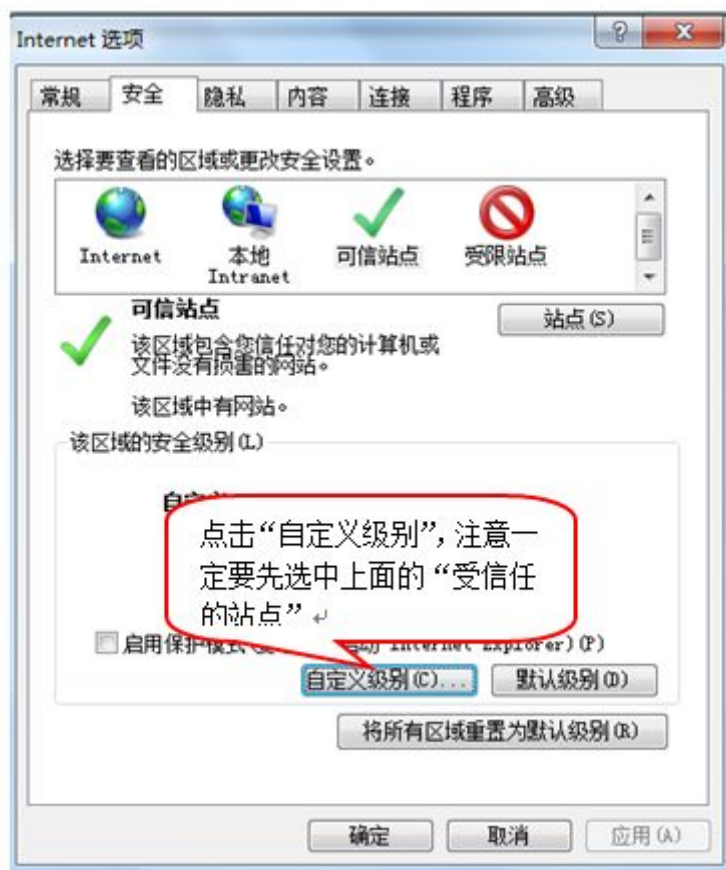 Internet 选项
常规 安全 隐私 内容 连接 程序 高级
选择要查看的区域或更改安全设置。
Internet 本地 Intranet 可信站点 受限站点
可信站点
站点(S)
该区域包含您信任对您的计算机或
文件没有损害的网站。
该区域中有网站。
该区域的安全级别(L)
点击“自定义级别”，注意一
定要先选中上面的“受信任
的站点”
启用保护模式 Internet Explorer)(P)
自定义级别(C)... 默认级别(D)
将所有区域重置为默认级别(R)
确定 取消 应用(A)